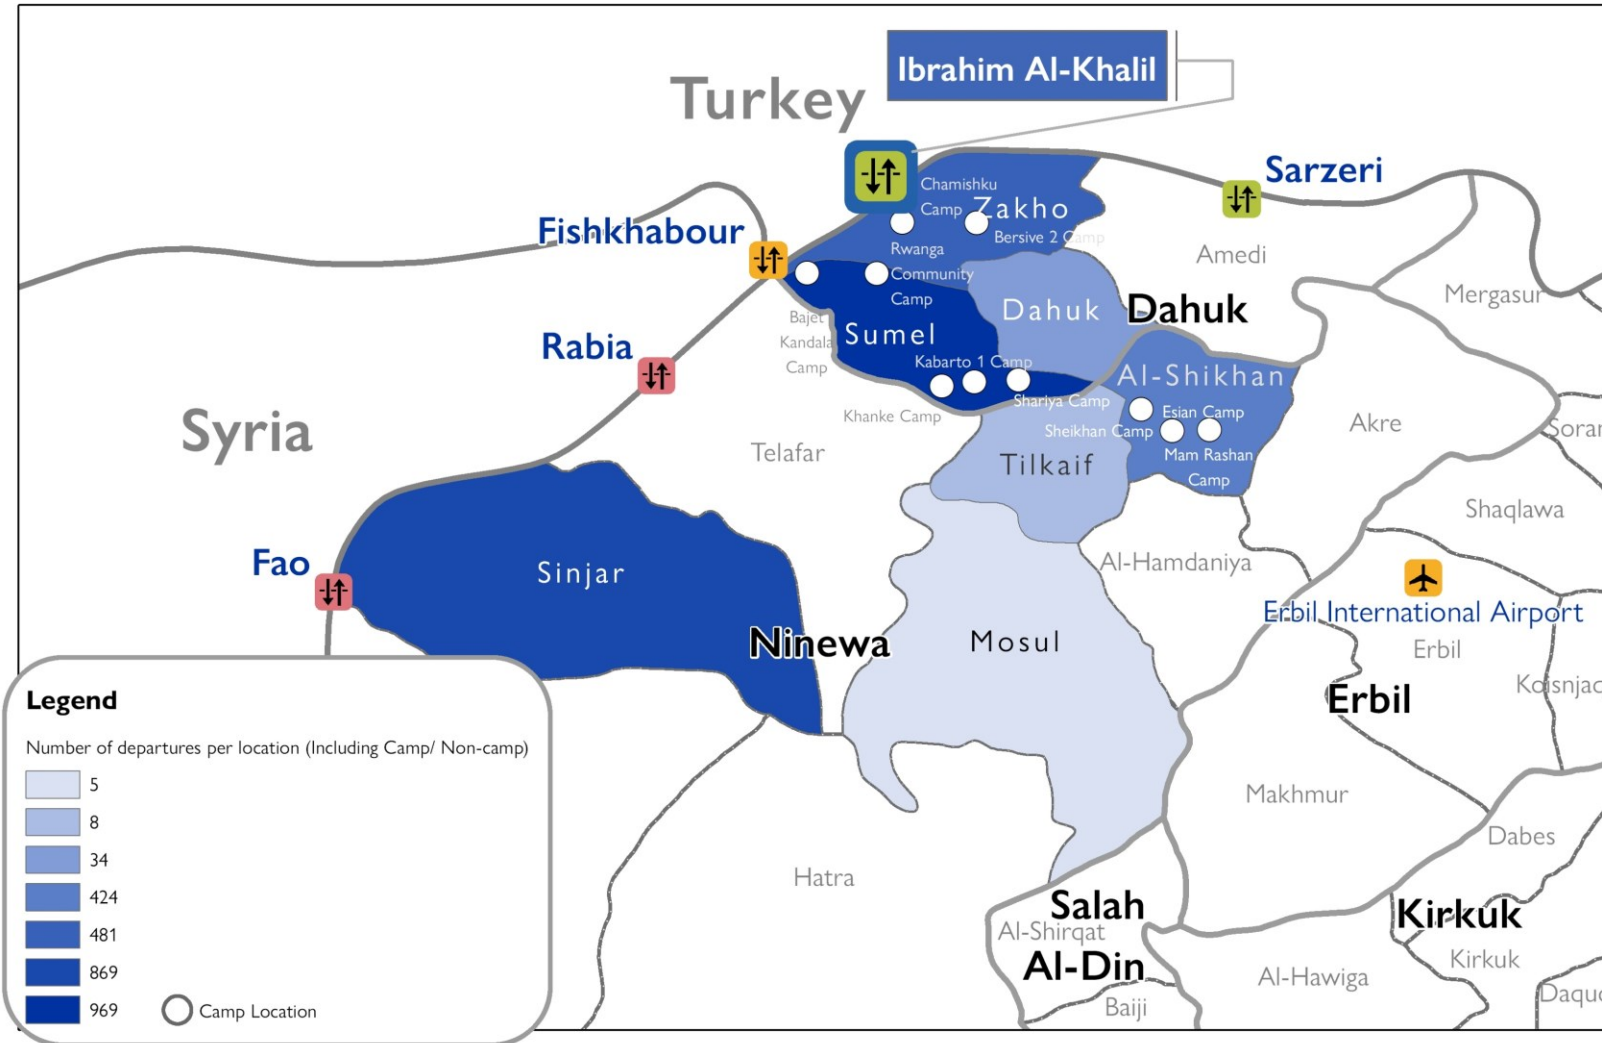 Ibrahim Al-Khalil
Turkey
Sarzeri
Chamishku
Camp
Zakho
Bersive 2 Camp
Fishkhabour
Rwanga
Community
Camp
Amedi
Mergasur
Dahuk
Dahuk
Bajet
Kandala
Camp
Sumel
Rabia
Kabarto 1 Camp
Al-Shikhan
Shariya Camp
Khanke Camp
Esian Camp
Sheikhan Camp
Mam Rashan
Camp
Akre
Soran
Syria
Telafar
Tilkaif
Shaqlawa
Fao
Sinjar
Al-Hamdaniya
Erbil International Airport
Erbil
Ninewa
Mosul
Erbil
Koisnjac
Makhmur
Dabes
Hatra
Salah
Al-Din
Al-Shirqat
Kirkuk
Kirkuk
Al-Hawiga
Baiji
Daquq
Legend
Number of departures per location (Including Camp/ Non-camp)
5
8
34
424
481
869
969
Camp Location